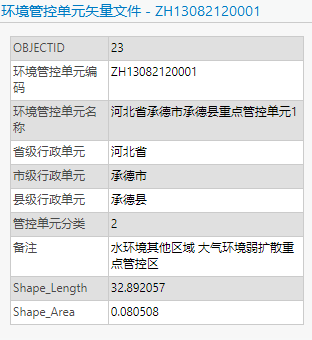 环境管控单元矢量文件 - ZH13082120001
OBJECTID 23
环境管控单元编码 ZH13082120001
环境管控单元名称 河北省承德市承德县重点管控单元1
省级行政单元 河北省
市级行政单元 承德市
县级行政单元 承德县
管控单元分类 2
备注 水环境其他区域 大气环境弱扩散重点管控区
Shape_Length 32.892057
Shape_Area 0.080508